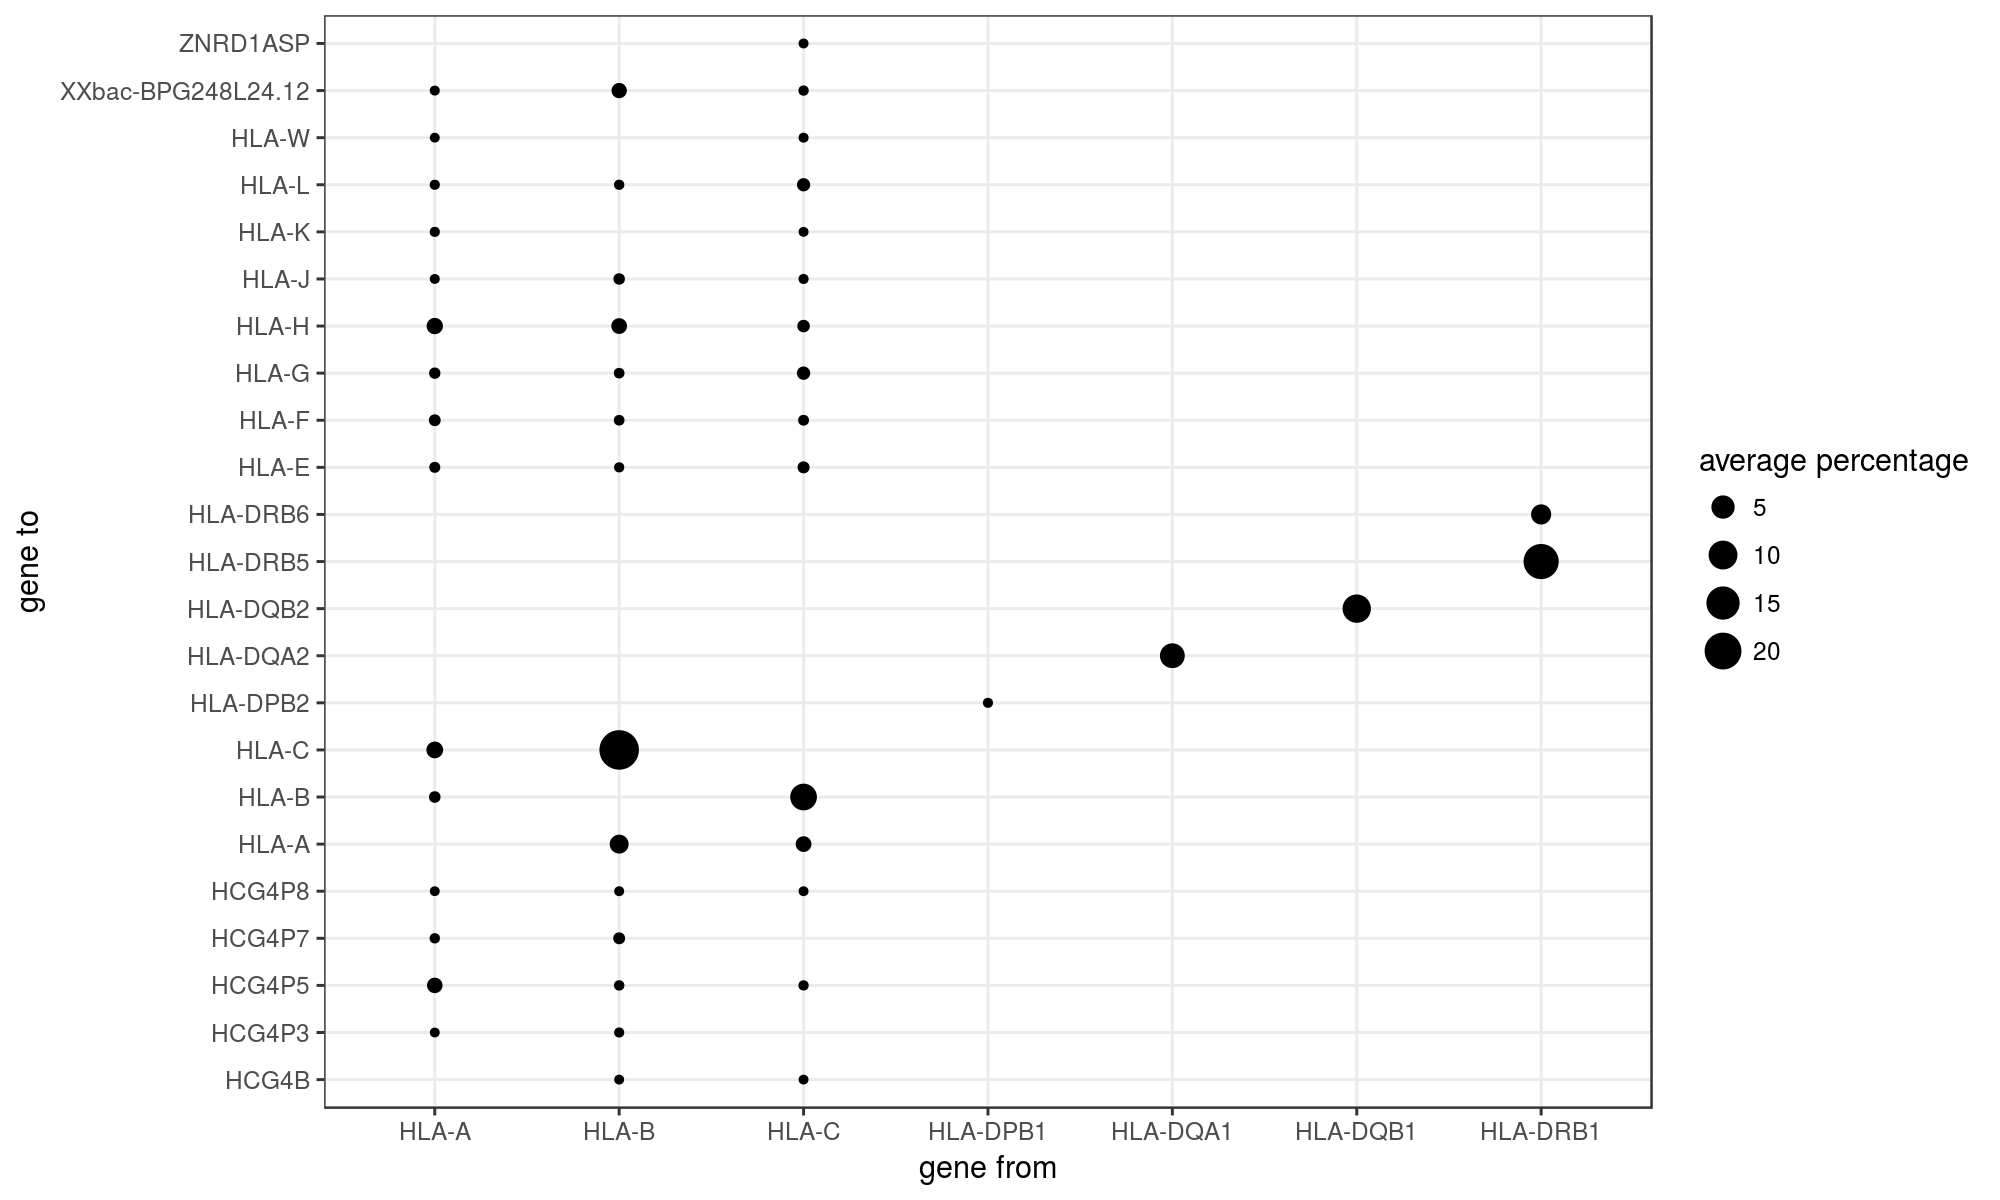 ZNRD1ASP
XXbac-BPG248L24.12
HLA-W
HLA-L
HLA-K
HLA-J
HLA-H
HLA-G
HLA-F
HLA-E
HLA-DRB6
HLA-DRB5
HLA-DQB2
HLA-DQA2
HLA-DPB2
HLA-C
HLA-B
HLA-A
HCG4P8
HCG4P7
HCG4P5
HCG4P3
HCG4B
gene to
HLA-A HLA-B HLA-C HLA-DPB1 HLA-DQA1 HLA-DQB1 HLA-DRB1
gene from
average percentage
5
10
15
20